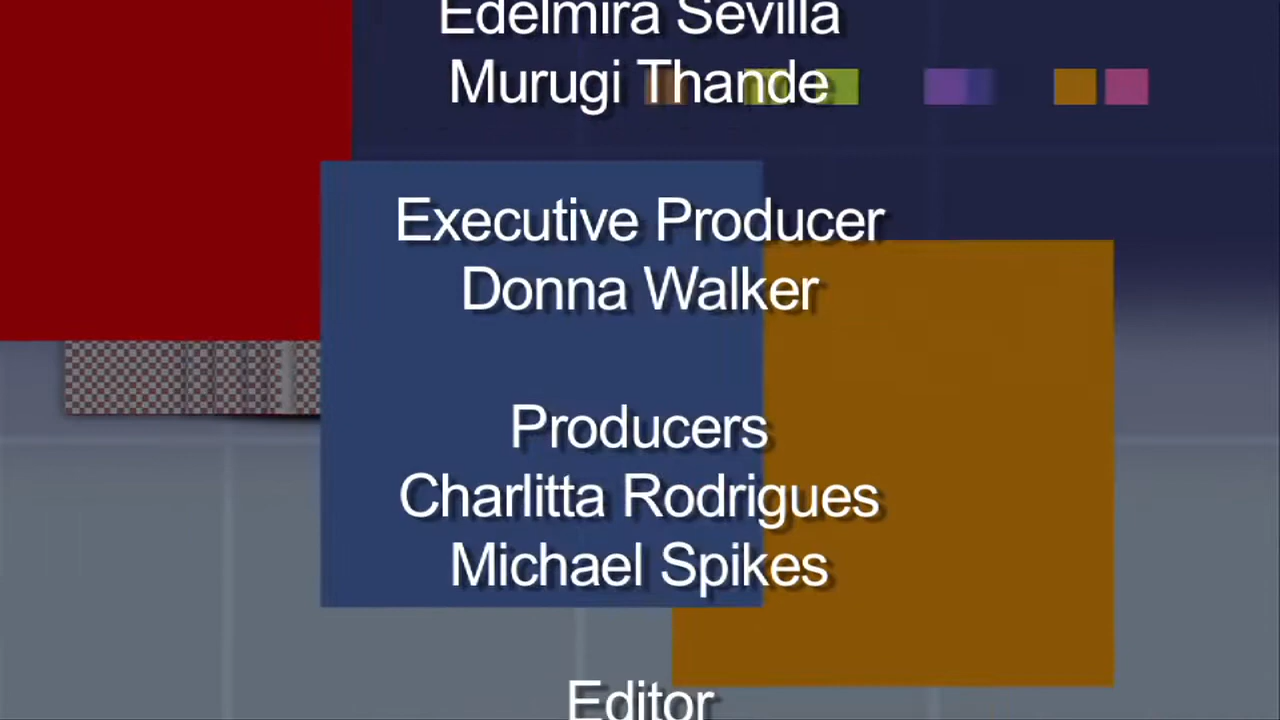 Edelmira Sevilla
Murugi Thande
Executive Producer
Donna Walker
Producers
Charlitta Rodrigues
Michael Spikes
Editor